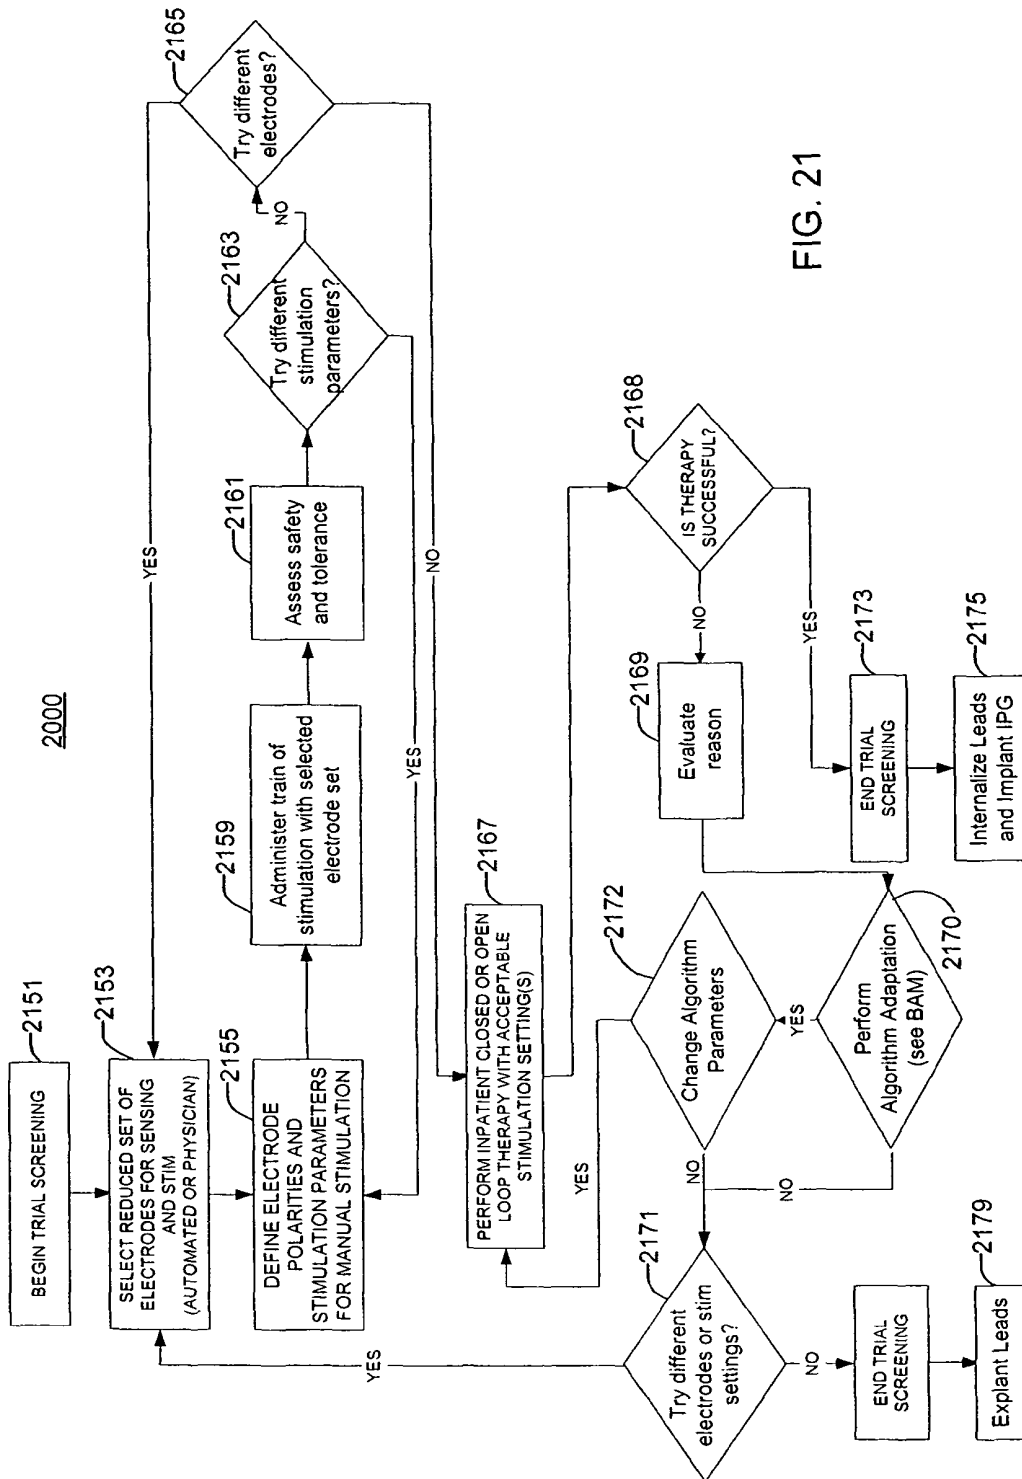 2000
2151
BEGIN TRIAL SCREENING
2153
SELECT REDUCED SET OF
ELECTRODES FOR SENSING
AND STIM
(AUTOMATED OR PHYSICIAN)
2155
DEFINE ELECTRODE
POLARITIES AND
STIMULATION PARAMETERS
FOR MANUAL STIMULATION
2159
Administer train of
stimulation with selected
electrode set
2161
Assess safety
and tolerance
2163
Try different
stimulation
parameters?
NO
2165
Try different
electrodes?
YES
NO
YES
2167
PERFORM INPATIENT CLOSED OR OPEN
LOOP THERAPY WITH ACCEPTABLE
STIMULATION SETTING(S)
2168
IS THERAPY
SUCCESSFUL?
NO
YES
2169
Evaluate
reason
2173
END TRIAL
SCREENING
2175
Internalize Leads
and Implant IPG
2172
Change Algorithm
Parameters
YES
NO
2170
Perform
Algorithm Adaptation
(see BAM)
YES
NO
2171
Try different
electrodes or stim
settings?
YES
NO
END TRIAL
SCREENING
2179
Explant Leads
FIG. 21